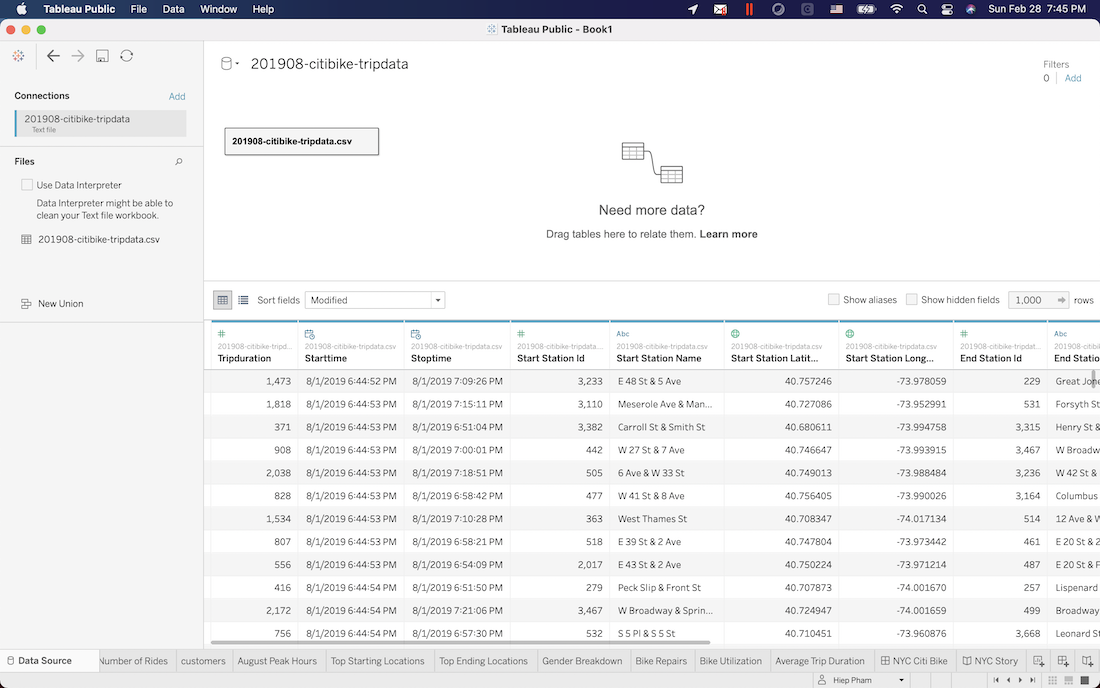 Tableau Public File Data Window Help Sun Feb 28 7:45 PM
Tableau Public - Book1
201908-citibike-tripdata
Filters
0 Add
Connections Add
201908-citibike-tripdata
Text file
201908-citibike-tripdata.csv
Files
Use Data Interpreter
Data Interpreter might be able to
clean your Text file workbook.
201908-citibike-tripdata.csv
New Union
Need more data?
Drag tables here to relate them. Learn more
Sort fields Modified Show aliases Show hidden fields 1,000 rows
# # Abc # Abc
201908-citibike-tripd... 201908-citibike-tripdata.csv 201908-citibike-tripdata.csv 201908-citibike-tripdata... 201908-citibike-tripdata.csv 201908-citibike-tripdata.csv 201908-citibike-tripdata.csv 201908-citibike-tripdat... 201908-citib
Tripduration Starttime Stoptime Start Station Id Start Station Name Start Station Latit... Start Station Long... End Station Id End Statio
1,473 8/1/2019 6:44:52 PM 8/1/2019 7:09:26 PM 3,233 E 48 St & 5 Ave 40.757246 -73.978059 229 Great Jone
1,818 8/1/2019 6:44:53 PM 8/1/2019 7:15:11 PM 3,110 Meserole Ave & Man... 40.727086 -73.952991 531 Forsyth St
371 8/1/2019 6:44:53 PM 8/1/2019 6:51:04 PM 3,382 Carroll St & Smith St 40.680611 -73.994758 3,315 Henry St &
908 8/1/2019 6:44:53 PM 8/1/2019 7:00:01 PM 442 W 27 St & 7 Ave 40.746647 -73.993915 3,467 W Broadw
2,038 8/1/2019 6:44:53 PM 8/1/2019 7:18:51 PM 505 6 Ave & W 33 St 40.749013 -73.988484 3,236 W 42 St &
828 8/1/2019 6:44:53 PM 8/1/2019 6:58:42 PM 477 W 41 St & 8 Ave 40.756405 -73.990026 3,164 Columbus
1,534 8/1/2019 6:44:53 PM 8/1/2019 7:10:28 PM 363 West Thames St 40.708347 -74.017134 514 12 Ave & W
807 8/1/2019 6:44:53 PM 8/1/2019 6:58:21 PM 518 E 39 St & 2 Ave 40.747804 -73.973442 461 E 20 St & 2
556 8/1/2019 6:44:53 PM 8/1/2019 6:54:09 PM 2,017 E 43 St & 2 Ave 40.750224 -73.971214 487 E 20 St & F
416 8/1/2019 6:44:54 PM 8/1/2019 6:51:50 PM 279 Peck Slip & Front St 40.707873 -74.001670 257 Lispenard
2,172 8/1/2019 6:44:54 PM 8/1/2019 7:21:06 PM 3,467 W Broadway & Sprin... 40.724947 -74.001659 499 Broadway
756 8/1/2019 6:44:54 PM 8/1/2019 6:57:30 PM 532 S 5 Pl & S 5 St 40.710451 -73.960876 3,668 Leonard St
Data Source Number of Rides customers August Peak Hours Top Starting Locations Top Ending Locations Gender Breakdown Bike Repairs Bike Utilization Average Trip Duration NYC Citi Bike NYC Story
Hiep Pham